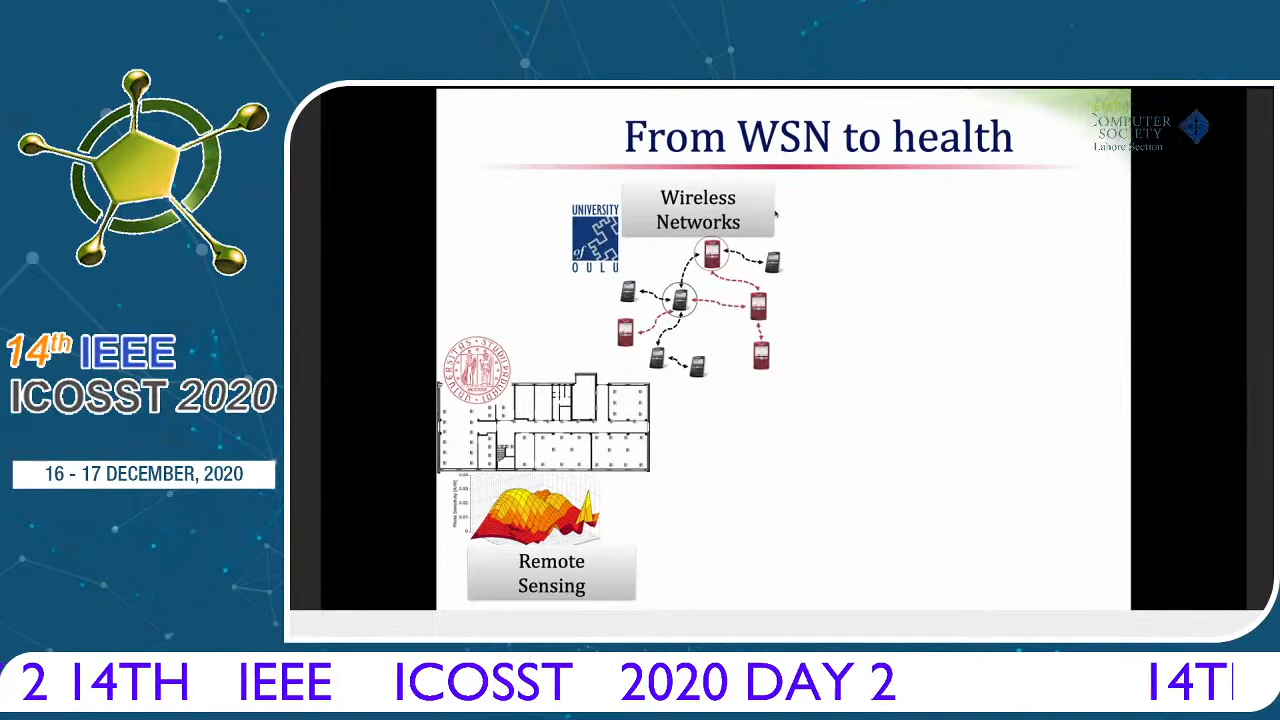 From WSN to health
COMPUTER
SOCIETY
Lahore Section
Wireless
Networks
UNIVERSITY
of
OULU
14th IEEE
ICOSST 2020
16 - 17 DECEMBER, 2020
Remote
Sensing
2 14TH IEEE ICOSST 2020 DAY 2 14T